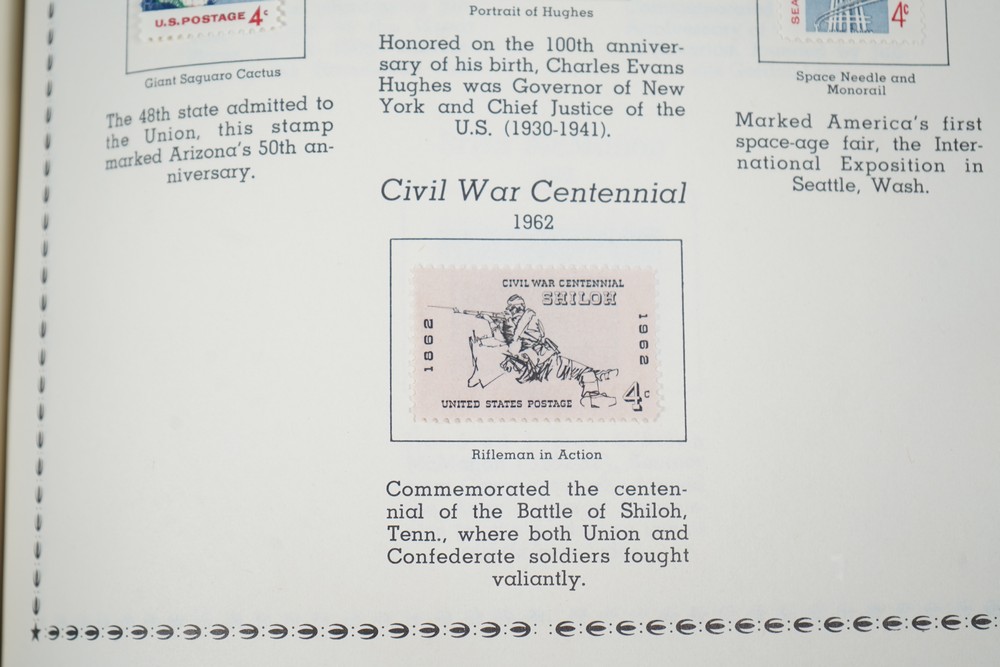 U.S. POSTAGE 4¢
Giant Saguaro Cactus
The 48th state admitted to
the Union, this stamp
marked Arizona's 50th an-
niversary.
Portrait of Hughes
Honored on the 100th anniver-
sary of his birth, Charles Evans
Hughes was Governor of New
York and Chief Justice of the
U.S. (1930-1941).
4¢
Space Needle and
Monorail
Marked America's first
space-age fair, the Inter-
national Exposition in
Seattle, Wash.
Civil War Centennial
1962
CIVIL WAR CENTENNIAL
SHILOH
1862
1962
UNITED STATES POSTAGE 4c
Rifleman in Action
Commemorated the centen-
nial of the Battle of Shiloh,
Tenn., where both Union and
Confederate soldiers fought
valiantly.